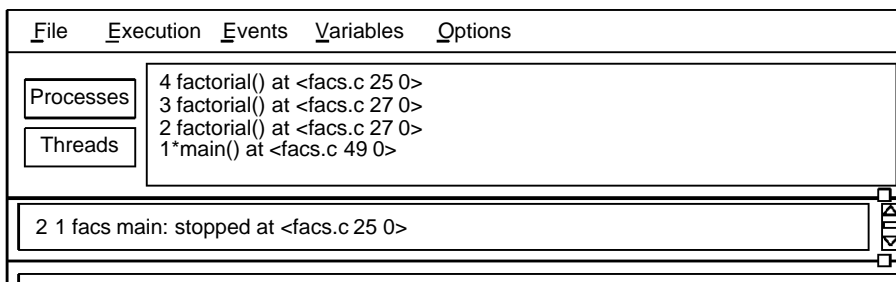 File Execution Events Variables Options
Processes
Threads
4 factorial() at <facs.c 25 0>
3 factorial() at <facs.c 27 0>
2 factorial() at <facs.c 27 0>
1*main() at <facs.c 49 0>
2 1 facs main: stopped at <facs.c 25 0>